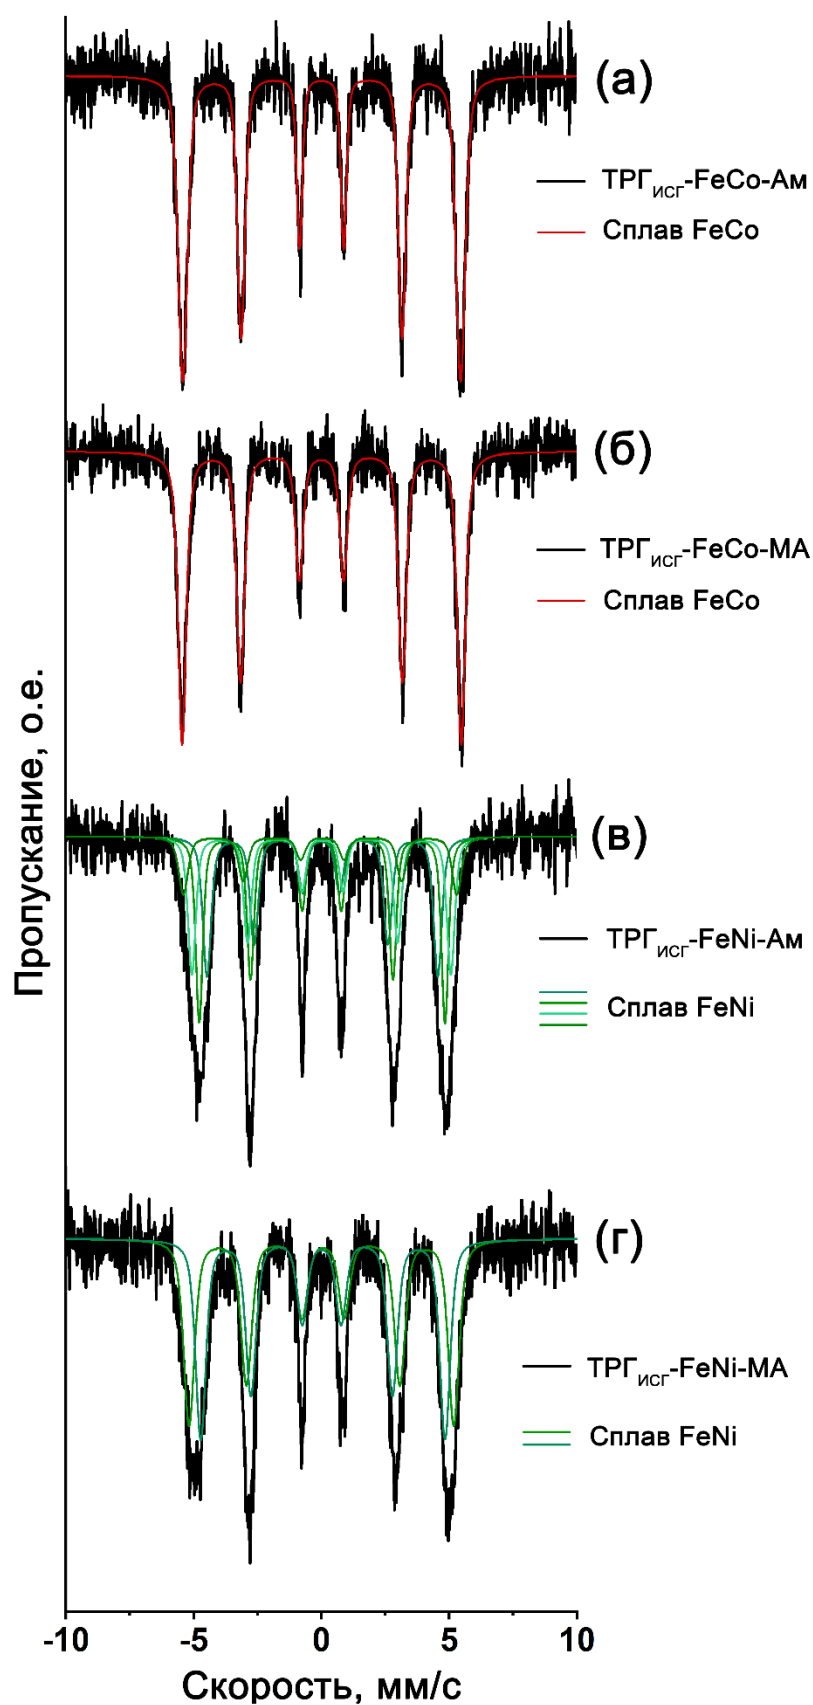 (а)
ТРГисг-FeCo-Ам
Сплав FeCo
(б)
ТРГисг-FeCo-МА
Сплав FeCo
(в)
ТРГисг-FeNi-Ам
Сплав FeNi
(г)
ТРГисг-FeNi-МА
Сплав FeNi
Пропускание, о.е.
-10 -5 0 5 10
Скорость, мм/с